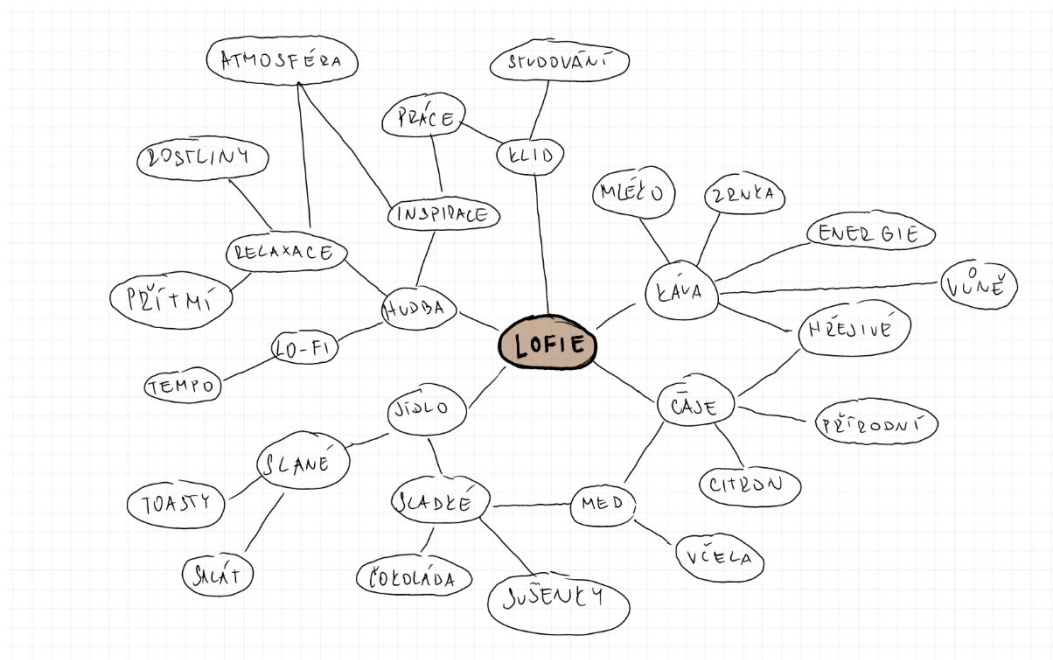 ATMOSFÉRA
STUDOVÁNÍ
PRÁCE
ROSTLINY
KLID
MLÉKO
ZRNKA
INSPIRACE
ENERGIE
RELAXACE
VŮNĚ
KÁVA
PŘÍTMÍ
HUDBA
HŘEJIVÉ
LO-FI
LOFIE
TEMPO
JÍDLO
ČAJE
PŘÍRODNÍ
SLANÉ
CITRON
TOASTY
SLADKÉ
MED
VČELA
SALÁT
ČOKOLÁDA
SUŠENKY